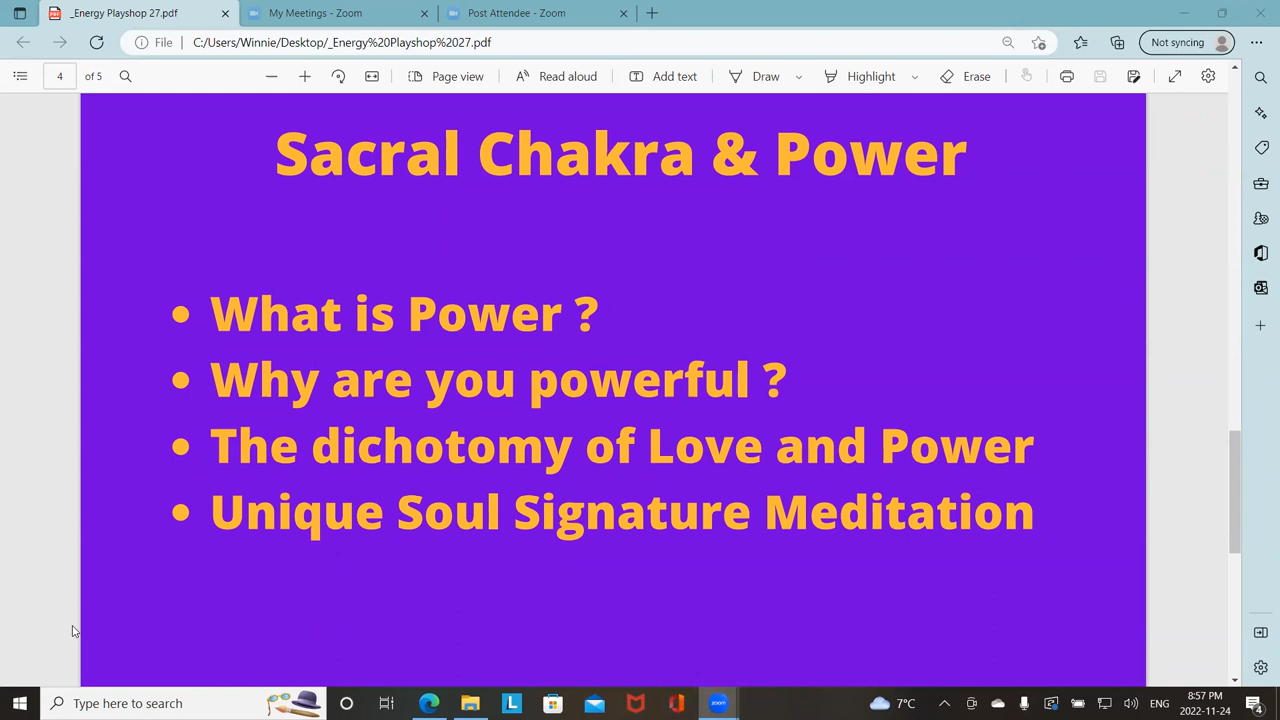 _Energy Playshop 27.pdf
My Meetings - Zoom
Post Attendee - Zoom
File
C:/Users/Winnie/Desktop/_Energy%20Playshop%2027.pdf
Not syncing
4 of 5
Page view
Read aloud
Add text
Draw
Highlight
Erase
Sacral Chakra & Power
• What is Power ?
• Why are you powerful ?
• The dichotomy of Love and Power
• Unique Soul Signature Meditation
Type here to search
L
zoom
7°C
ENG
8:57 PM
2022-11-24
4